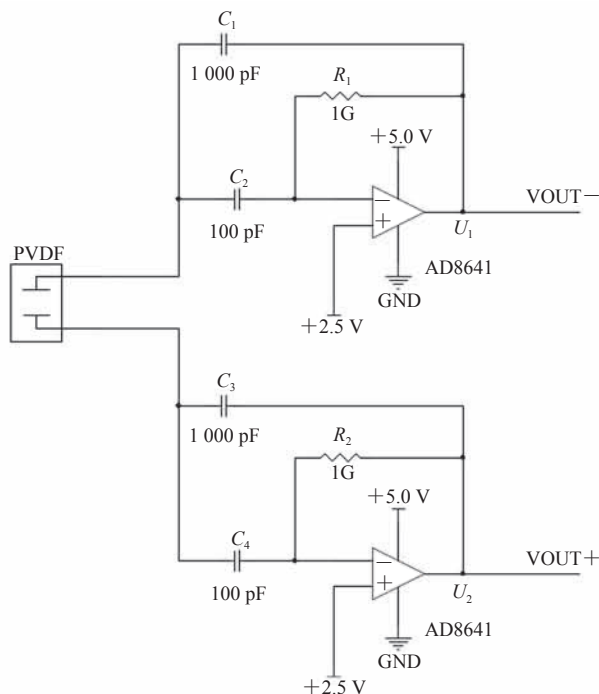 C₁
1 000 pF
R₁
1G
+5.0 V
C₂
100 pF
VOUT−
U₁
AD8641
GND
+2.5 V
PVDF
C₃
1 000 pF
R₂
1G
+5.0 V
C₄
100 pF
VOUT+
U₂
AD8641
GND
+2.5 V